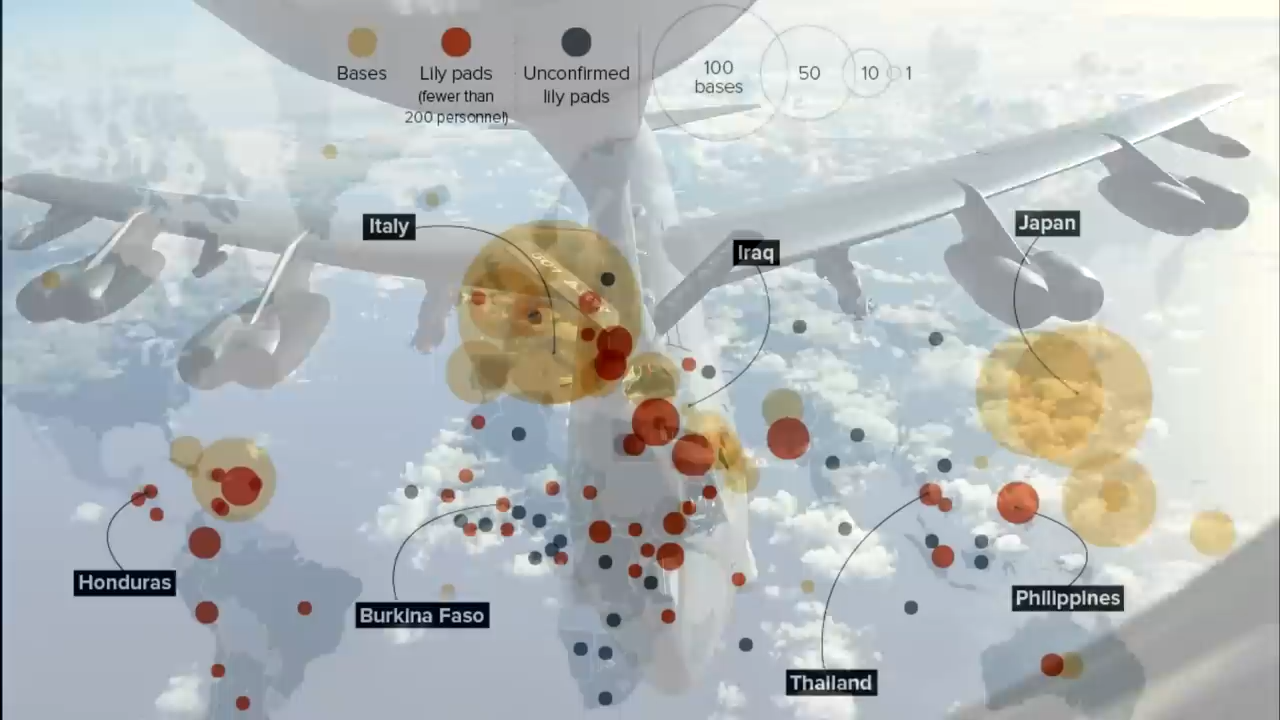 Bases
Lily pads
(fewer than
200 personnel)
Unconfirmed
lily pads
100
bases
50
10
1
Italy
Iraq
Japan
Honduras
Burkina Faso
Philippines
Thailand